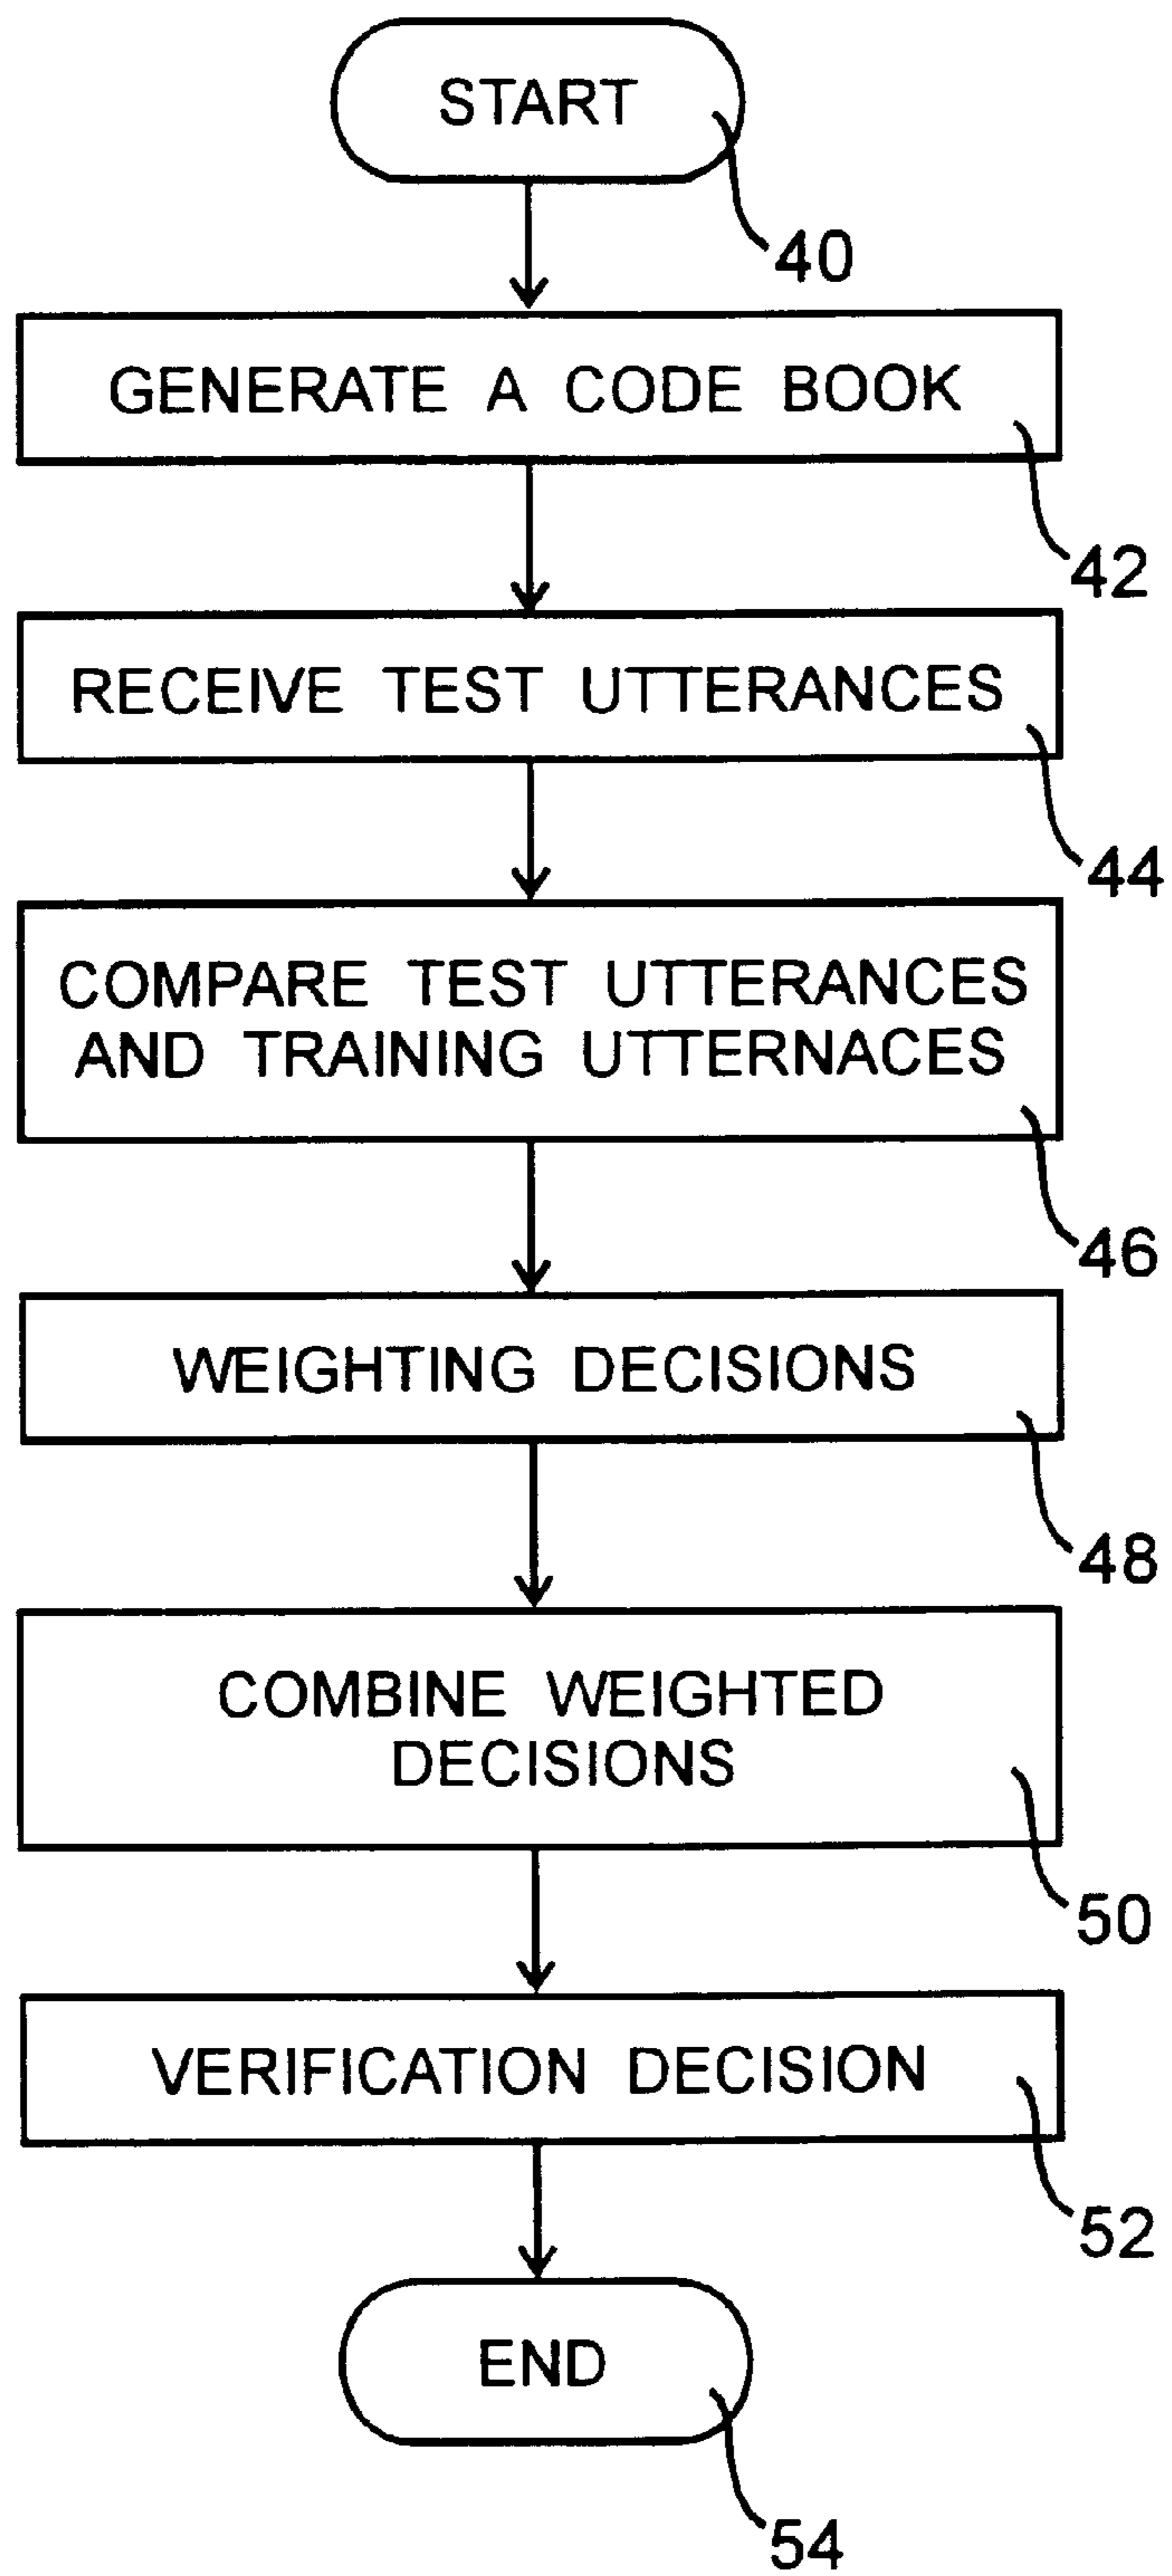 START
40
GENERATE A CODE BOOK
42
RECEIVE TEST UTTERANCES
44
COMPARE TEST UTTERANCES
AND TRAINING UTTERNACES
46
WEIGHTING DECISIONS
48
COMBINE WEIGHTED
DECISIONS
50
VERIFICATION DECISION
52
END
54